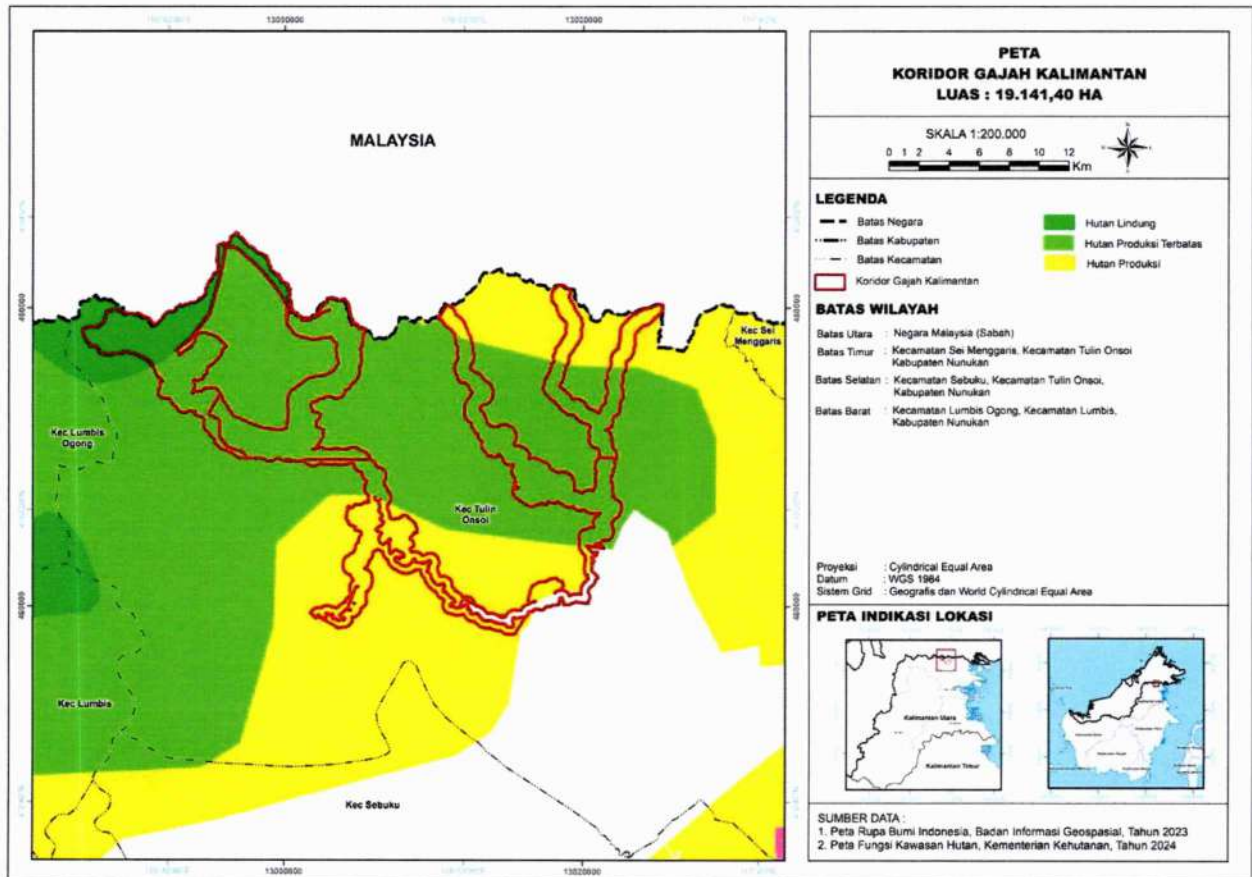 13000000
13020000
MALAYSIA
480000
480000
Kec Sei
Menggaris
Kec Lumbis
Ogong
Kec Tulin
Onsoi
460000
460000
Kec Lumbis
Kec Sebuku
13000000
13020000
PETA
KORIDOR GAJAH KALIMANTAN
LUAS : 19.141,40 HA
SKALA 1:200.000
0 1 2 4 6 8 10 12
Km
LEGENDA
Batas Negara
Batas Kabupaten
Batas Kecamatan
Koridor Gajah Kalimantan
Hutan Lindung
Hutan Produksi Terbatas
Hutan Produksi
BATAS WILAYAH
Batas Utara : Negara Malaysia (Sabah)
Batas Timur : Kecamatan Sei Menggaris, Kecamatan Tulin Onsoi
Kabupaten Nunukan
Batas Selatan : Kecamatan Sebuku, Kecamatan Tulin Onsoi,
Kabupaten Nunukan
Batas Barat : Kecamatan Lumbis Ogong, Kecamatan Lumbis,
Kabupaten Nunukan
Proyeksi : Cylindrical Equal Area
Datum : WGS 1984
Sistem Grid : Geografis dan World Cylindrical Equal Area
PETA INDIKASI LOKASI
Kalimantan Utara
Kalimantan Timur
SUMBER DATA :
1. Peta Rupa Bumi Indonesia, Badan Informasi Geospasial, Tahun 2023
2. Peta Fungsi Kawasan Hutan, Kementerian Kehutanan, Tahun 2024